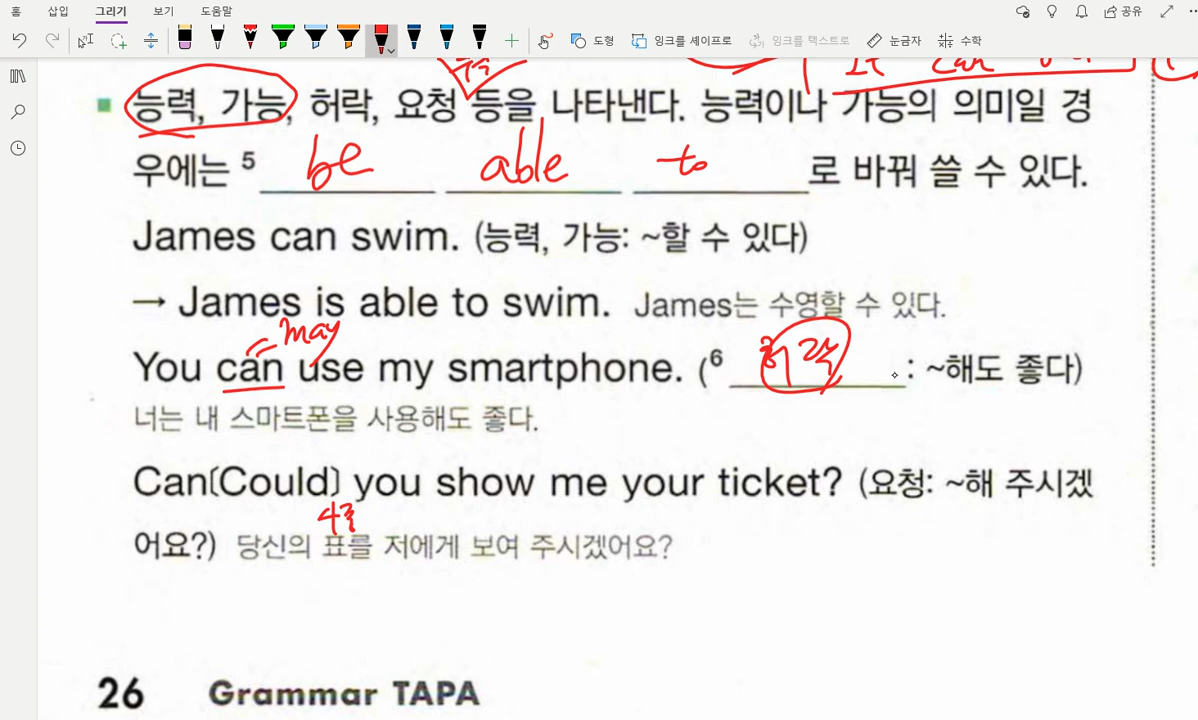 홈 삽입 그리기 보기 도움말
공유
도형 잉크를 셰이프로 잉크를 텍스트로 눈금자 수학
It can
능력, 가능, 허락, 요청 등을 나타낸다. 능력이나 가능의 의미일 경
우에는 5 be able to 로 바꿔 쓸 수 있다.
James can swim. (능력, 가능: ~할 수 있다)
→ James is able to swim. James는 수영할 수 있다.
= may
You can use my smartphone. (6 허락 : ~해도 좋다)
너는 내 스마트폰을 사용해도 좋다.
Can(Could) you show me your ticket? (요청: ~해 주시겠
어요?) 당신의 표를 저에게 보여 주시겠어요?
26 Grammar TAPA